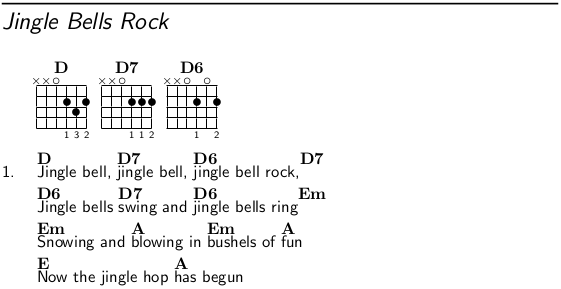 Jingle Bells Rock
D D7 D6
××○ ××○ ××○ ○
1 3 2 1 1 2 1 2
D D7 D6 D7
1. Jingle bell, jingle bell, jingle bell rock,
D6 D7 D6 Em
Jingle bells swing and jingle bells ring
Em A Em A
Snowing and blowing in bushels of fun
E A
Now the jingle hop has begun